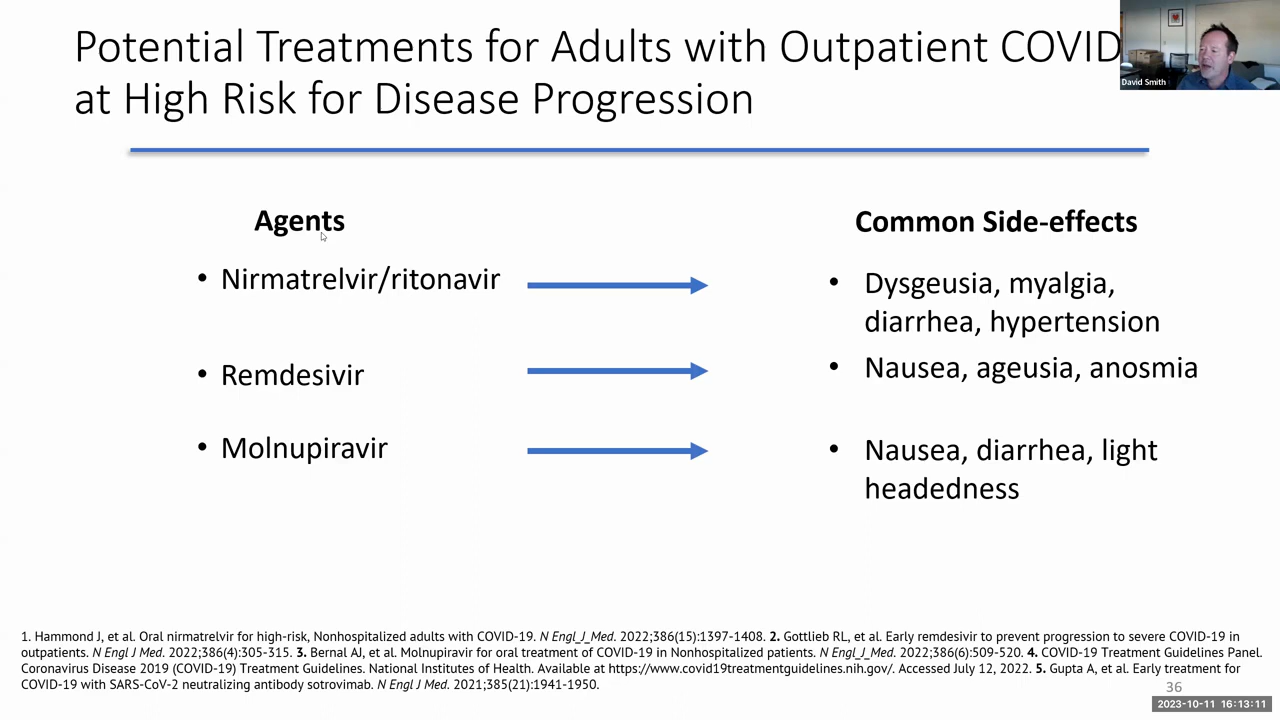 Potential Treatments for Adults with Outpatient COVID
at High Risk for Disease Progression
David Smith
Agents
Common Side-effects
• Nirmatrelvir/ritonavir
• Dysgeusia, myalgia,
diarrhea, hypertension
• Remdesivir
• Nausea, ageusia, anosmia
• Molnupiravir
• Nausea, diarrhea, light
headedness
1. Hammond J, et al. Oral nirmatrelvir for high-risk, Nonhospitalized adults with COVID-19. N Engl_J_Med. 2022;386(15):1397-1408. 2. Gottlieb RL, et al. Early remdesivir to prevent progression to severe COVID-19 in
outpatients. N Engl J Med. 2022;386(4):305-315. 3. Bernal AJ, et al. Molnupiravir for oral treatment of COVID-19 in Nonhospitalized patients. N Engl_J_Med. 2022;386(6):509-520. 4. COVID-19 Treatment Guidelines Panel.
Coronavirus Disease 2019 (COVID-19) Treatment Guidelines. National Institutes of Health. Available at https://www.covid19treatmentguidelines.nih.gov/. Accessed July 12, 2022. 5. Gupta A, et al. Early treatment for
COVID-19 with SARS-CoV-2 neutralizing antibody sotrovimab. N Engl J Med. 2021;385(21):1941-1950.
36
2023-10-11 16:13:11